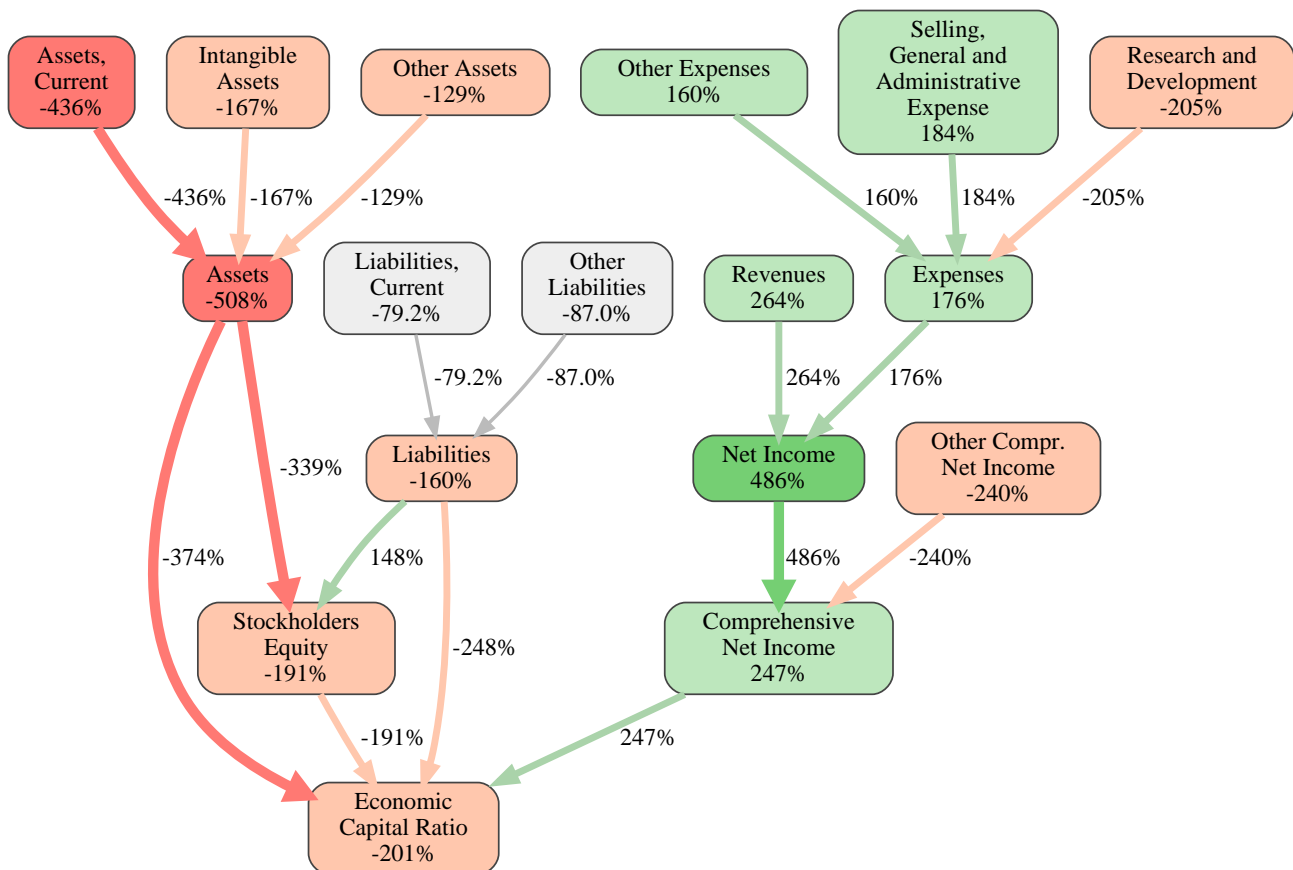 Assets,
Current
-436%
Intangible
Assets
-167%
Other Assets
-129%
Other Expenses
160%
Selling,
General and
Administrative
Expense
184%
Research and
Development
-205%
-436%
-167%
-129%
160%
184%
-205%
Assets
-508%
Liabilities,
Current
-79.2%
Other
Liabilities
-87.0%
Revenues
264%
Expenses
176%
-79.2%
-87.0%
264%
176%
Liabilities
-160%
Net Income
486%
Other Compr.
Net Income
-240%
-339%
-374%
148%
486%
-240%
Stockholders
Equity
-191%
-248%
Comprehensive
Net Income
247%
-191%
247%
Economic
Capital Ratio
-201%